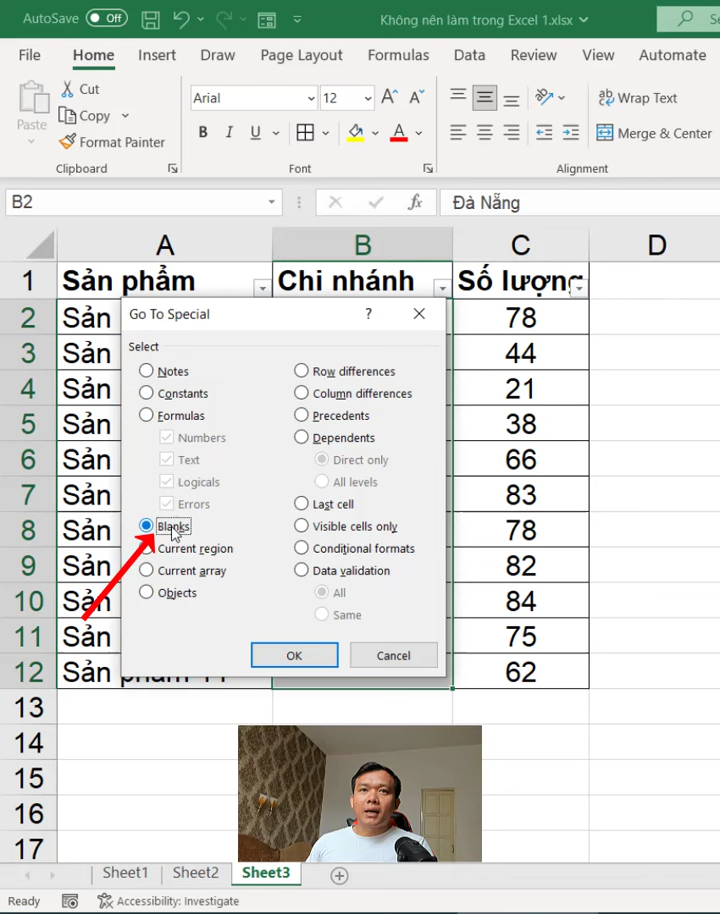 AutoSave Off Không nên làm trong Excel 1.xlsx
File Home Insert Draw Page Layout Formulas Data Review View Automate
Paste
Cut
Copy
Format Painter
Clipboard
Arial 12 A A
B I U A
Font
ab Wrap Text
Merge & Center
Alignment
B2 fx Đà Nẵng
A B C D
1 Sản phẩm Chi nhánh Số lượng
2 Sản 78
3 Sản 44
4 Sản 21
5 Sản 38
6 Sản 66
7 Sản 83
8 Sản 78
9 Sản 82
10 Sản 84
11 Sản 75
12 Sản phẩm 11 62
13
14
15
16
17
Go To Special ?
Select
Notes
Constants
Formulas
Numbers
Text
Logicals
Errors
Blanks
Current region
Current array
Objects
Row differences
Column differences
Precedents
Dependents
Direct only
All levels
Last cell
Visible cells only
Conditional formats
Data validation
All
Same
OK Cancel
Sheet1 Sheet2 Sheet3
Ready Accessibility: Investigate